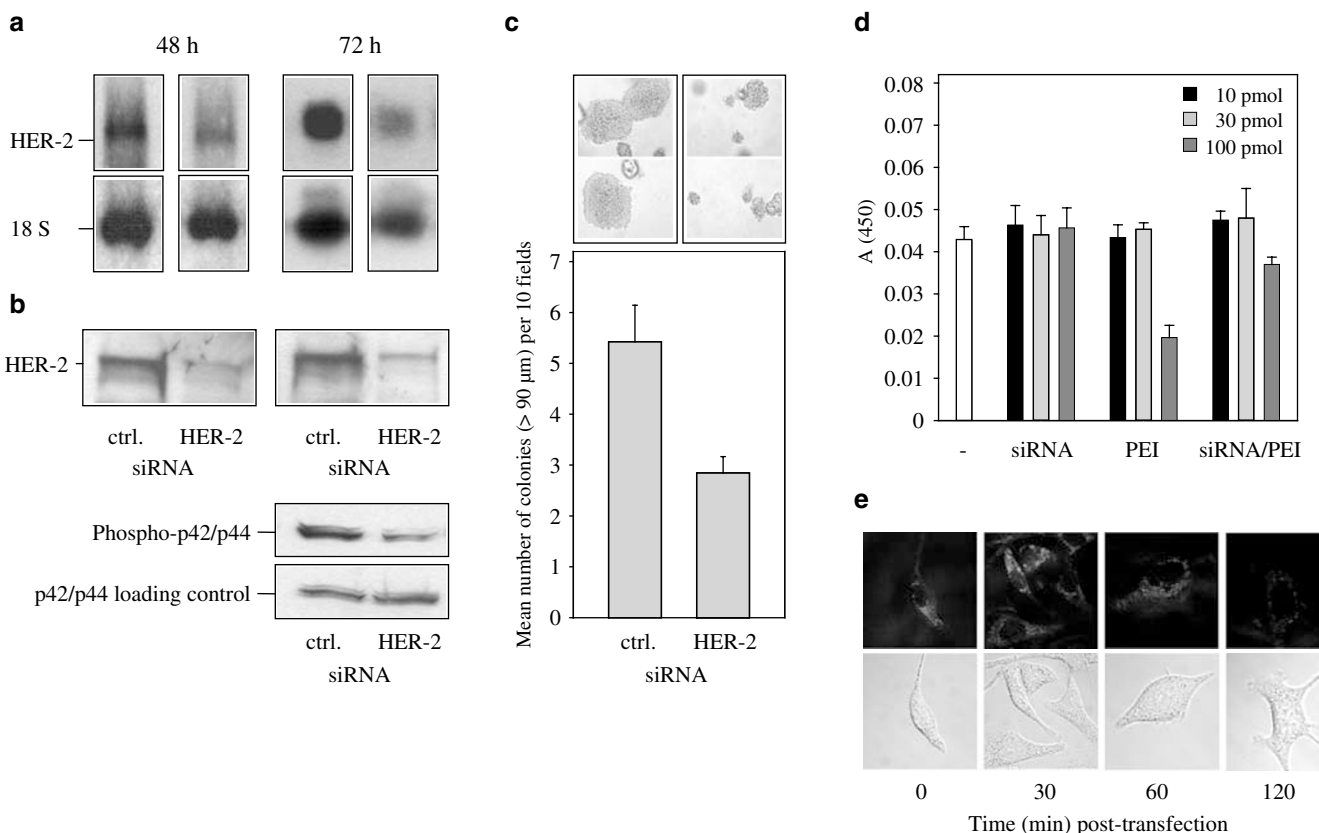 a
48 h
72 h
HER-2
18 S
b
HER-2
ctrl.
HER-2
siRNA
ctrl.
HER-2
siRNA
Phospho-p42/p44
p42/p44 loading control
ctrl.
HER-2
siRNA
c
Mean number of colonies (> 90 µm) per 10 fields
7
6
5
4
3
2
1
0
ctrl.
HER-2
siRNA
d
A (450)
0.08
0.07
0.06
0.05
0.04
0.03
0.02
0.01
0
10 pmol
30 pmol
100 pmol
-
siRNA
PEI
siRNA/PEI
e
0
30
60
120
Time (min) post-transfection